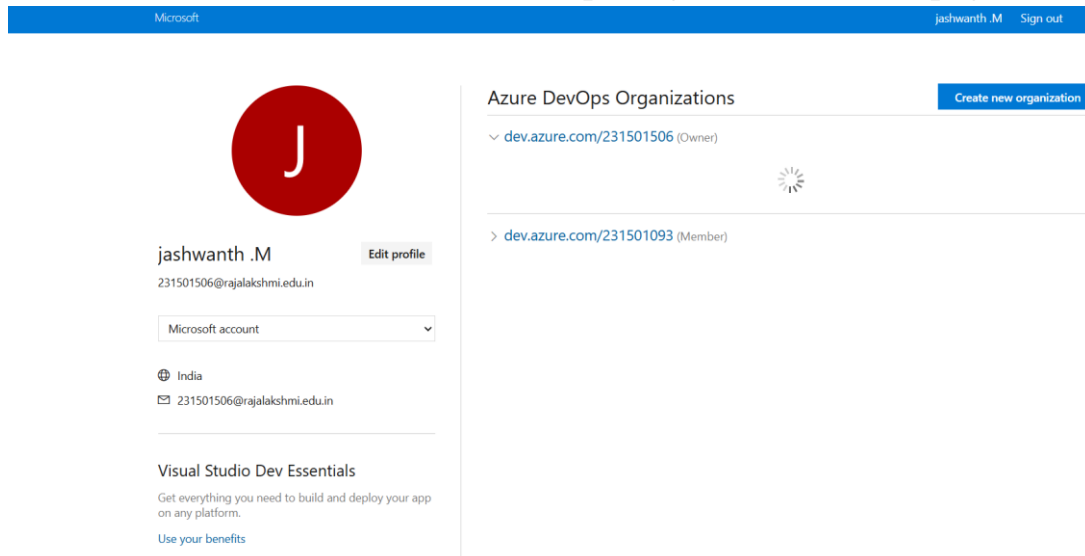 Microsoft
jashwanth .M Sign out
J
jashwanth .M Edit profile
231501506@rajalakshmi.edu.in
Microsoft account
India
231501506@rajalakshmi.edu.in
Visual Studio Dev Essentials
Get everything you need to build and deploy your app
on any platform.
Use your benefits
Azure DevOps Organizations
Create new organization
dev.azure.com/231501506 (Owner)
dev.azure.com/231501093 (Member)